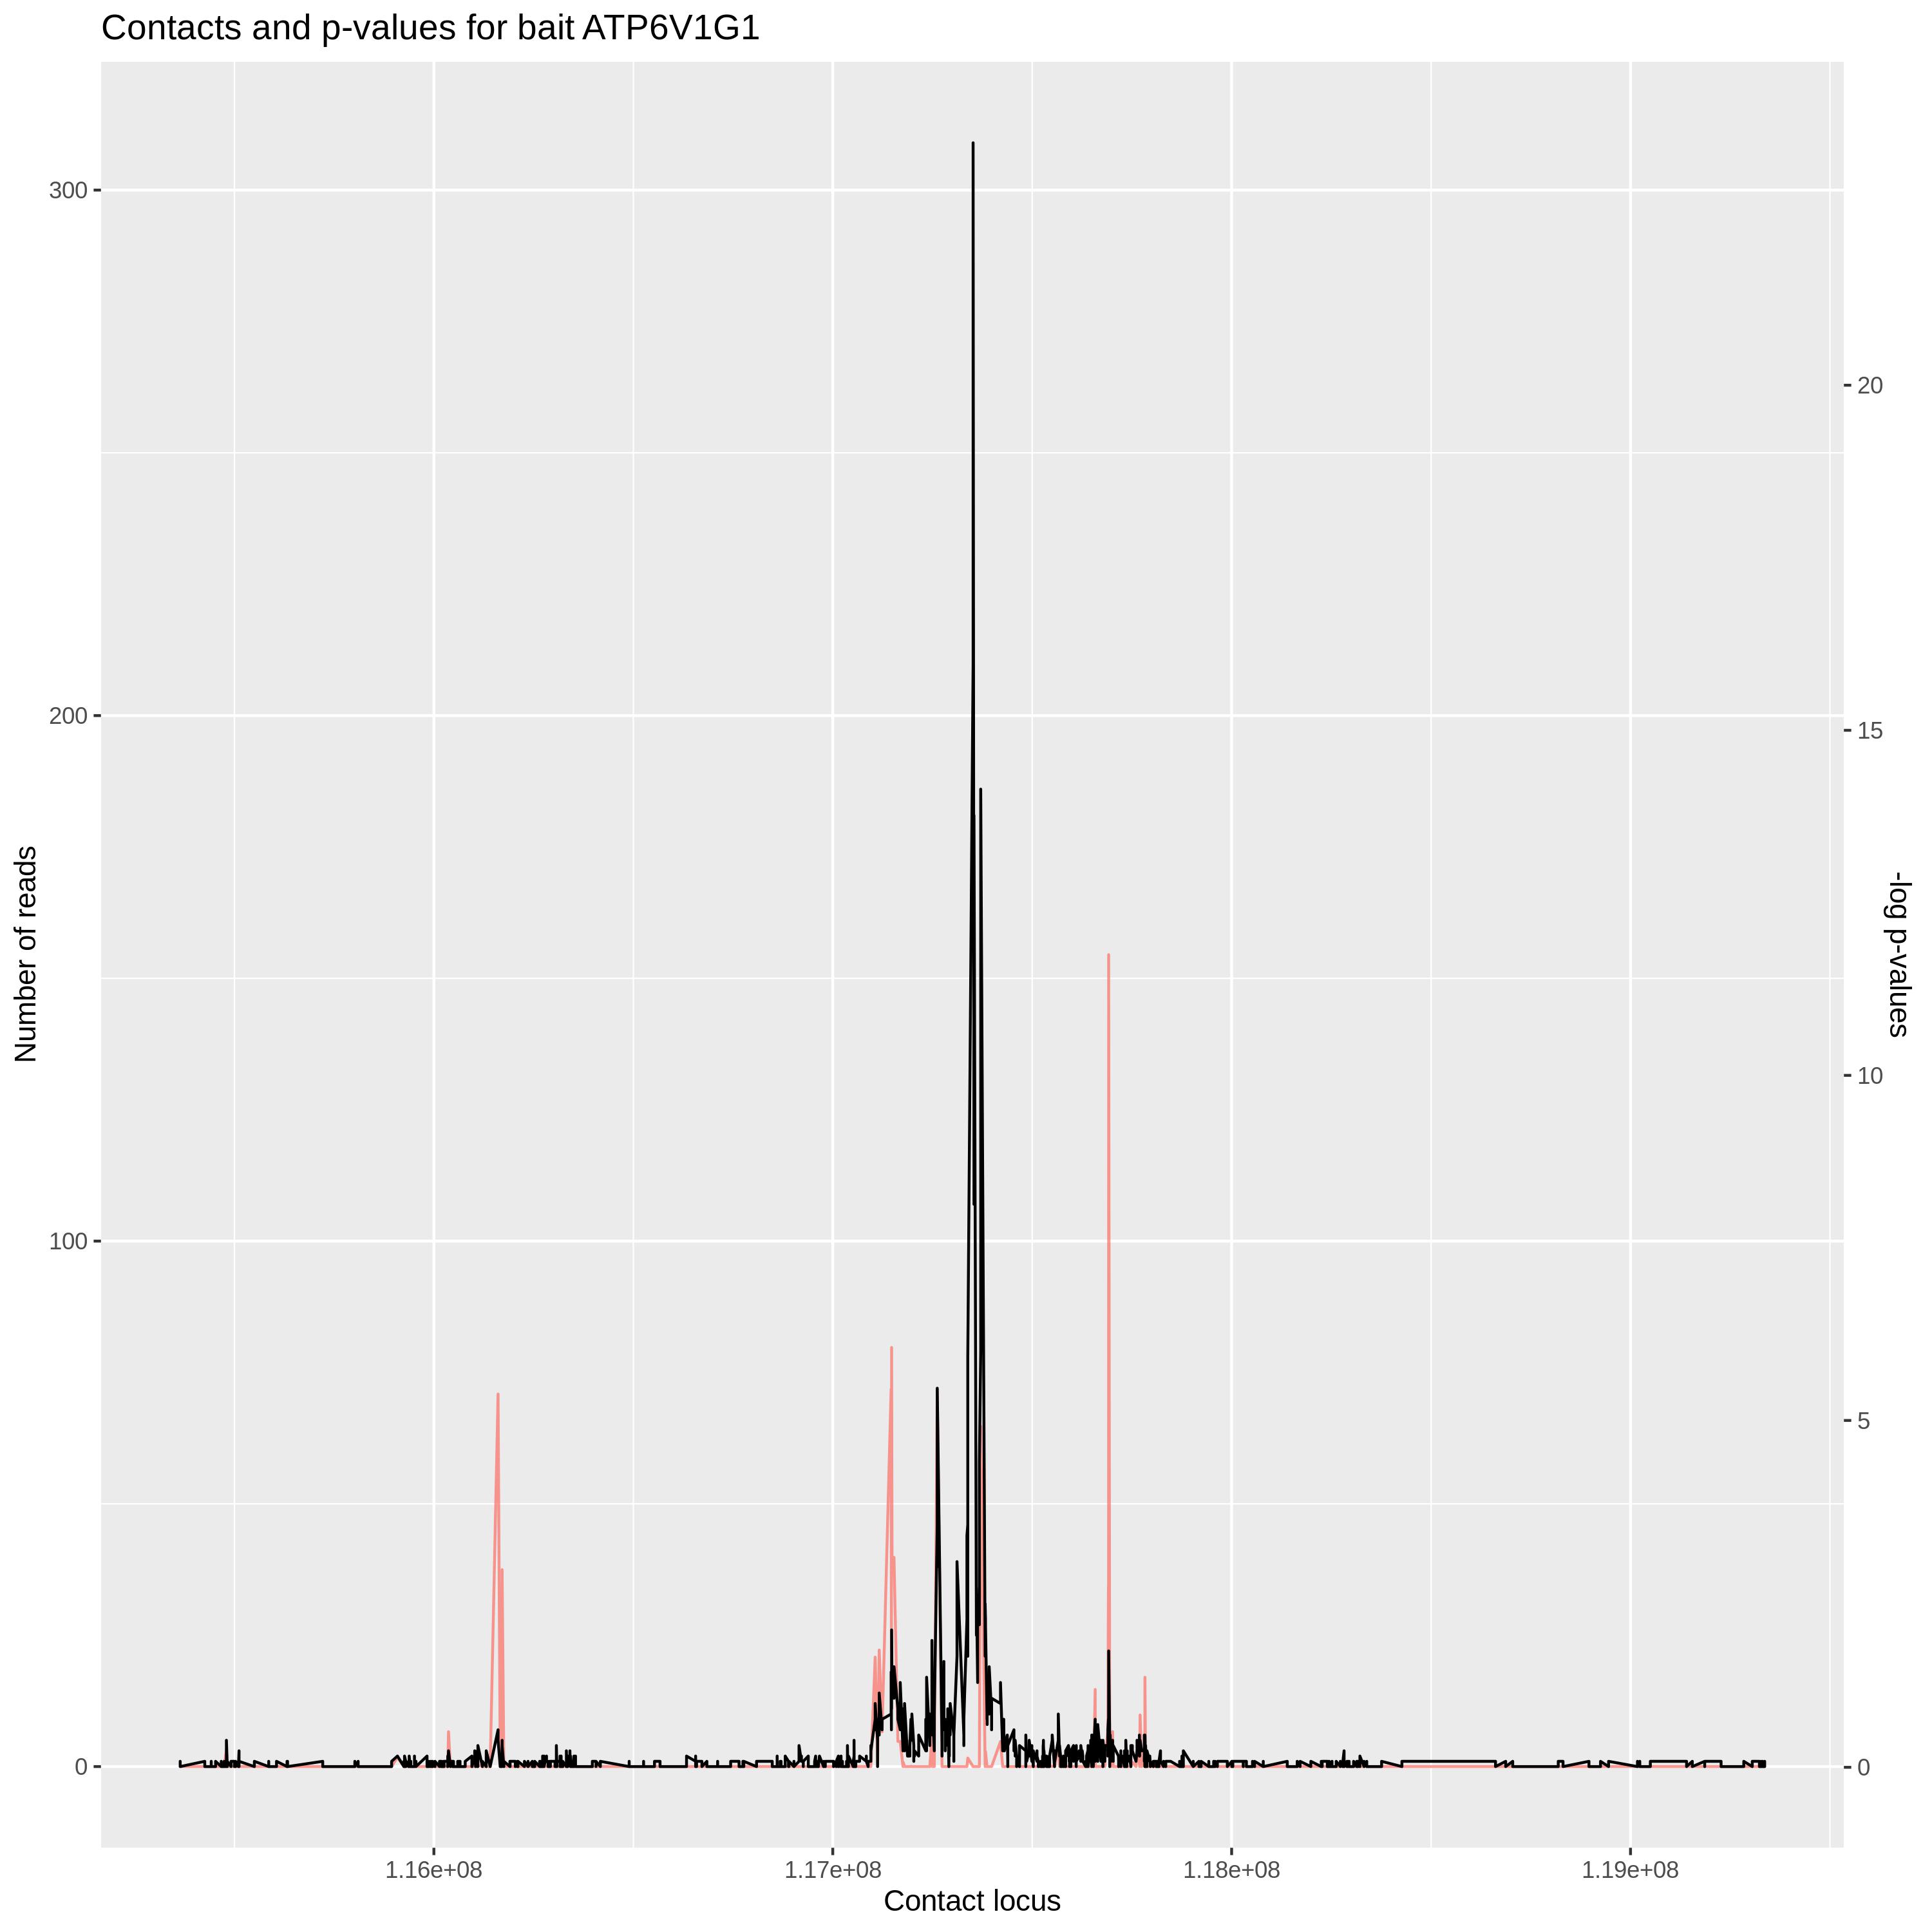 Contacts and p-values for bait ATP6V1G1
300
200
100
0
Number of reads
20
15
10
5
0
-log p-values
1.16e+08 1.17e+08 1.18e+08 1.19e+08
Contact locus